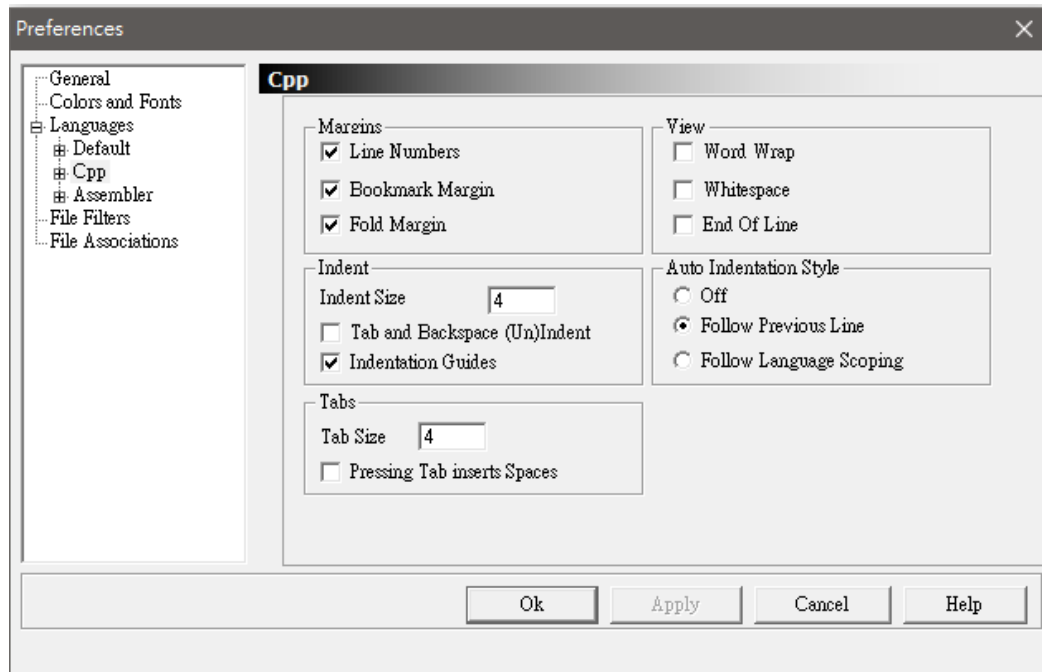 Preferences
General
Colors and Fonts
Languages
Default
Cpp
Assembler
File Filters
File Associations
Cpp
Margins
Line Numbers
Bookmark Margin
Fold Margin
View
Word Wrap
Whitespace
End Of Line
Indent
Indent Size 4
Tab and Backspace (Un)Indent
Indentation Guides
Auto Indentation Style
Off
Follow Previous Line
Follow Language Scoping
Tabs
Tab Size 4
Pressing Tab inserts Spaces
Ok Apply Cancel Help